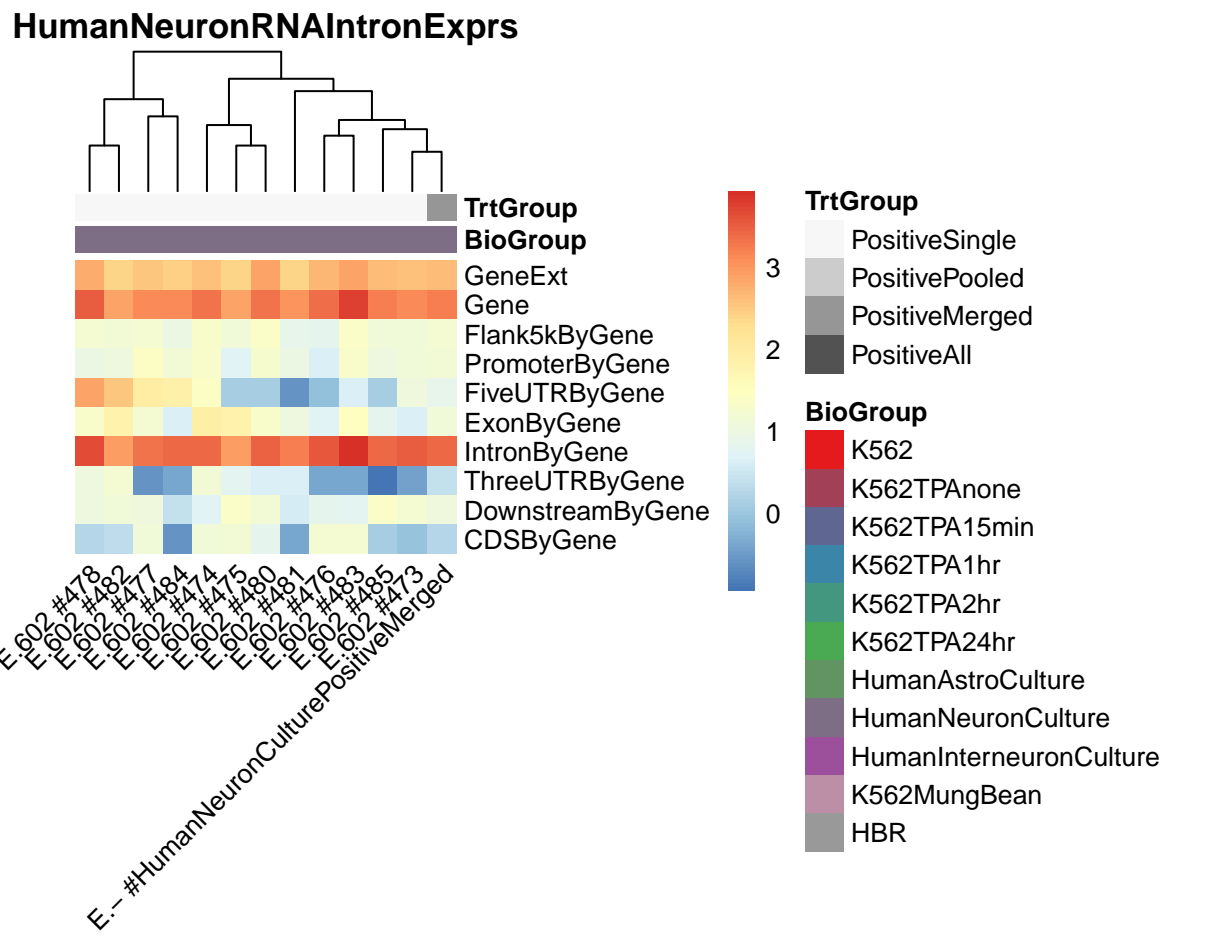 HumanNeuronRNAIntronExprs
TrtGroup
BioGroup
GeneExt
Gene
Flank5kByGene
PromoterByGene
FiveUTRByGene
ExonByGene
IntronByGene
ThreeUTRByGene
DownstreamByGene
CDSByGene
E.602 #478
E.602 #482
E.602 #477
E.602 #484
E.602 #474
E.602 #475
E.602 #480
E.602 #481
E.602 #476
E.602 #483
E.602 #485
E.602 #473
E.− #HumanNeuronCulturePositiveMerged
3
2
1
0
TrtGroup
PositiveSingle
PositivePooled
PositiveMerged
PositiveAll
BioGroup
K562
K562TPAnone
K562TPA15min
K562TPA1hr
K562TPA2hr
K562TPA24hr
HumanAstroCulture
HumanNeuronCulture
HumanInterneuronCulture
K562MungBean
HBR